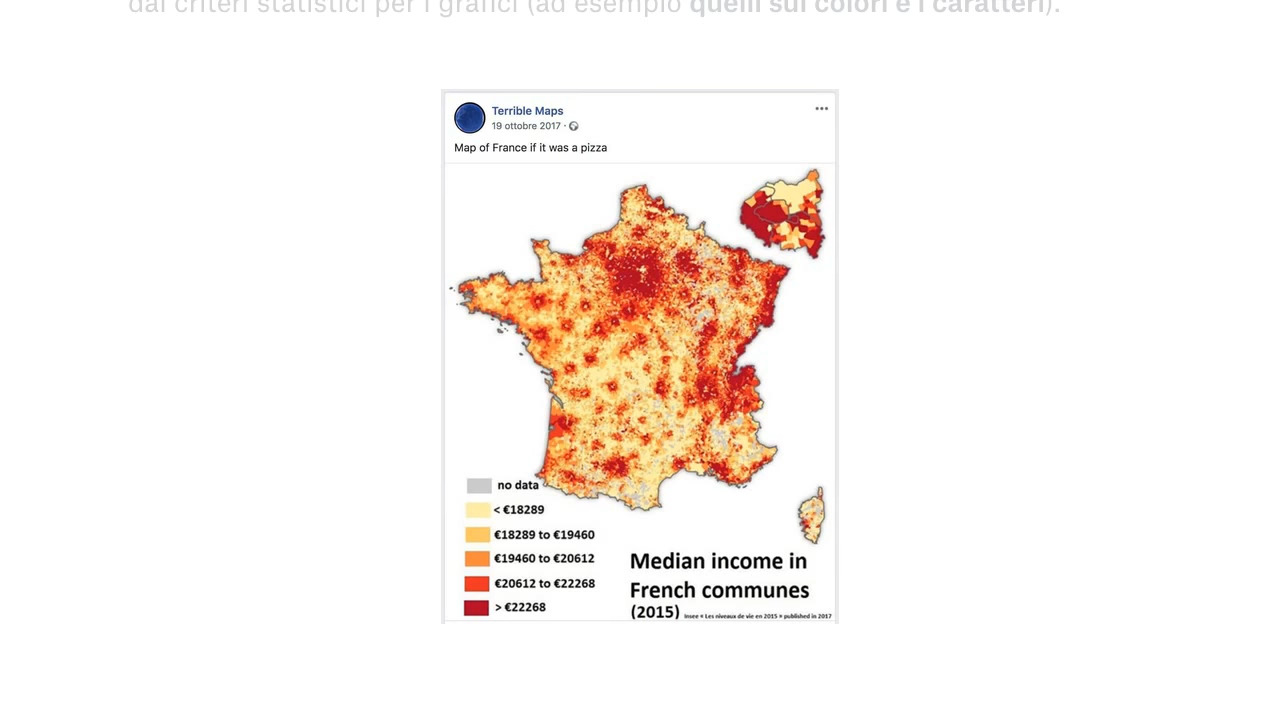 dai criteri statistici per i grafici (ad esempio quelli sui colori e i caratteri).
Terrible Maps
19 ottobre 2017 ·
Map of France if it was a pizza
no data
< €18289
€18289 to €19460
€19460 to €20612
€20612 to €22268
> €22268
Median income in
French communes
(2015) Insee « Les niveaux de vie en 2015 » published in 2017